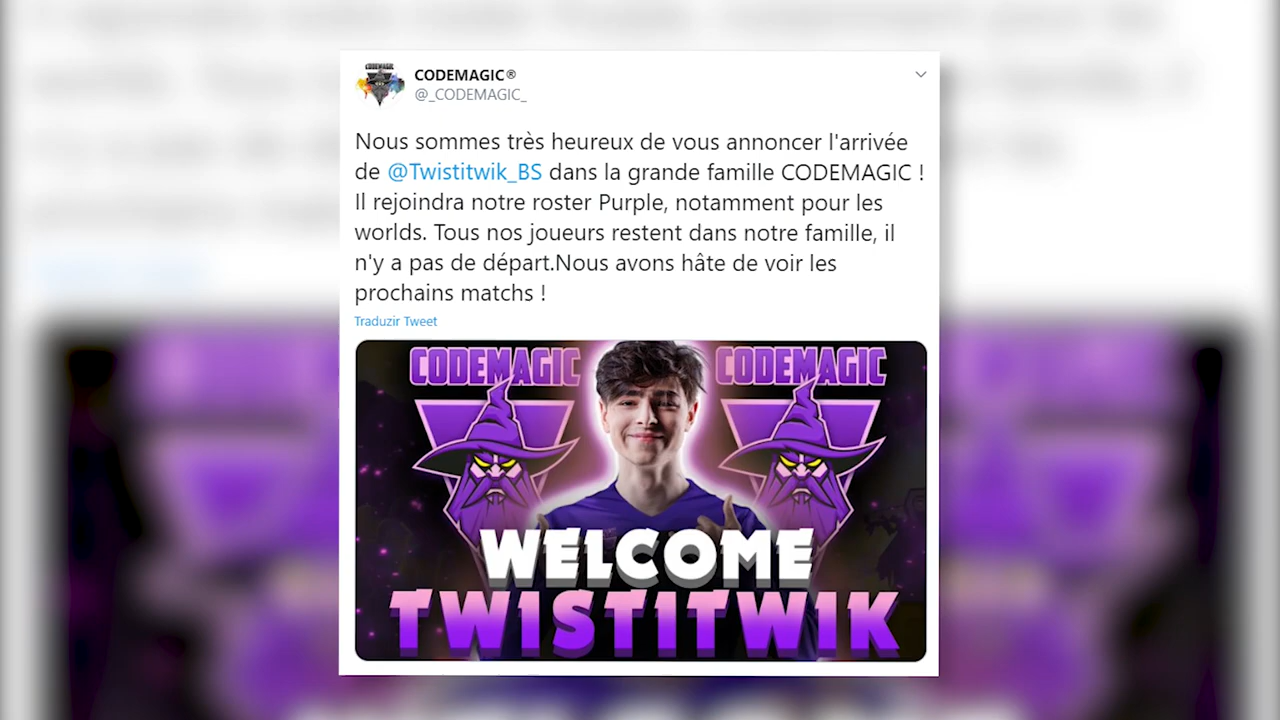 CODEMAGIC®
@_CODEMAGIC_
Nous sommes très heureux de vous annoncer l'arrivée
de @Twistitwik_BS dans la grande famille CODEMAGIC !
Il rejoindra notre roster Purple, notamment pour les
worlds. Tous nos joueurs restent dans notre famille, il
n'y a pas de départ.Nous avons hâte de voir les
prochains matchs !
Traduzir Tweet
CODEMAGIC CODEMAGIC
WELCOME
TWISTITWIK